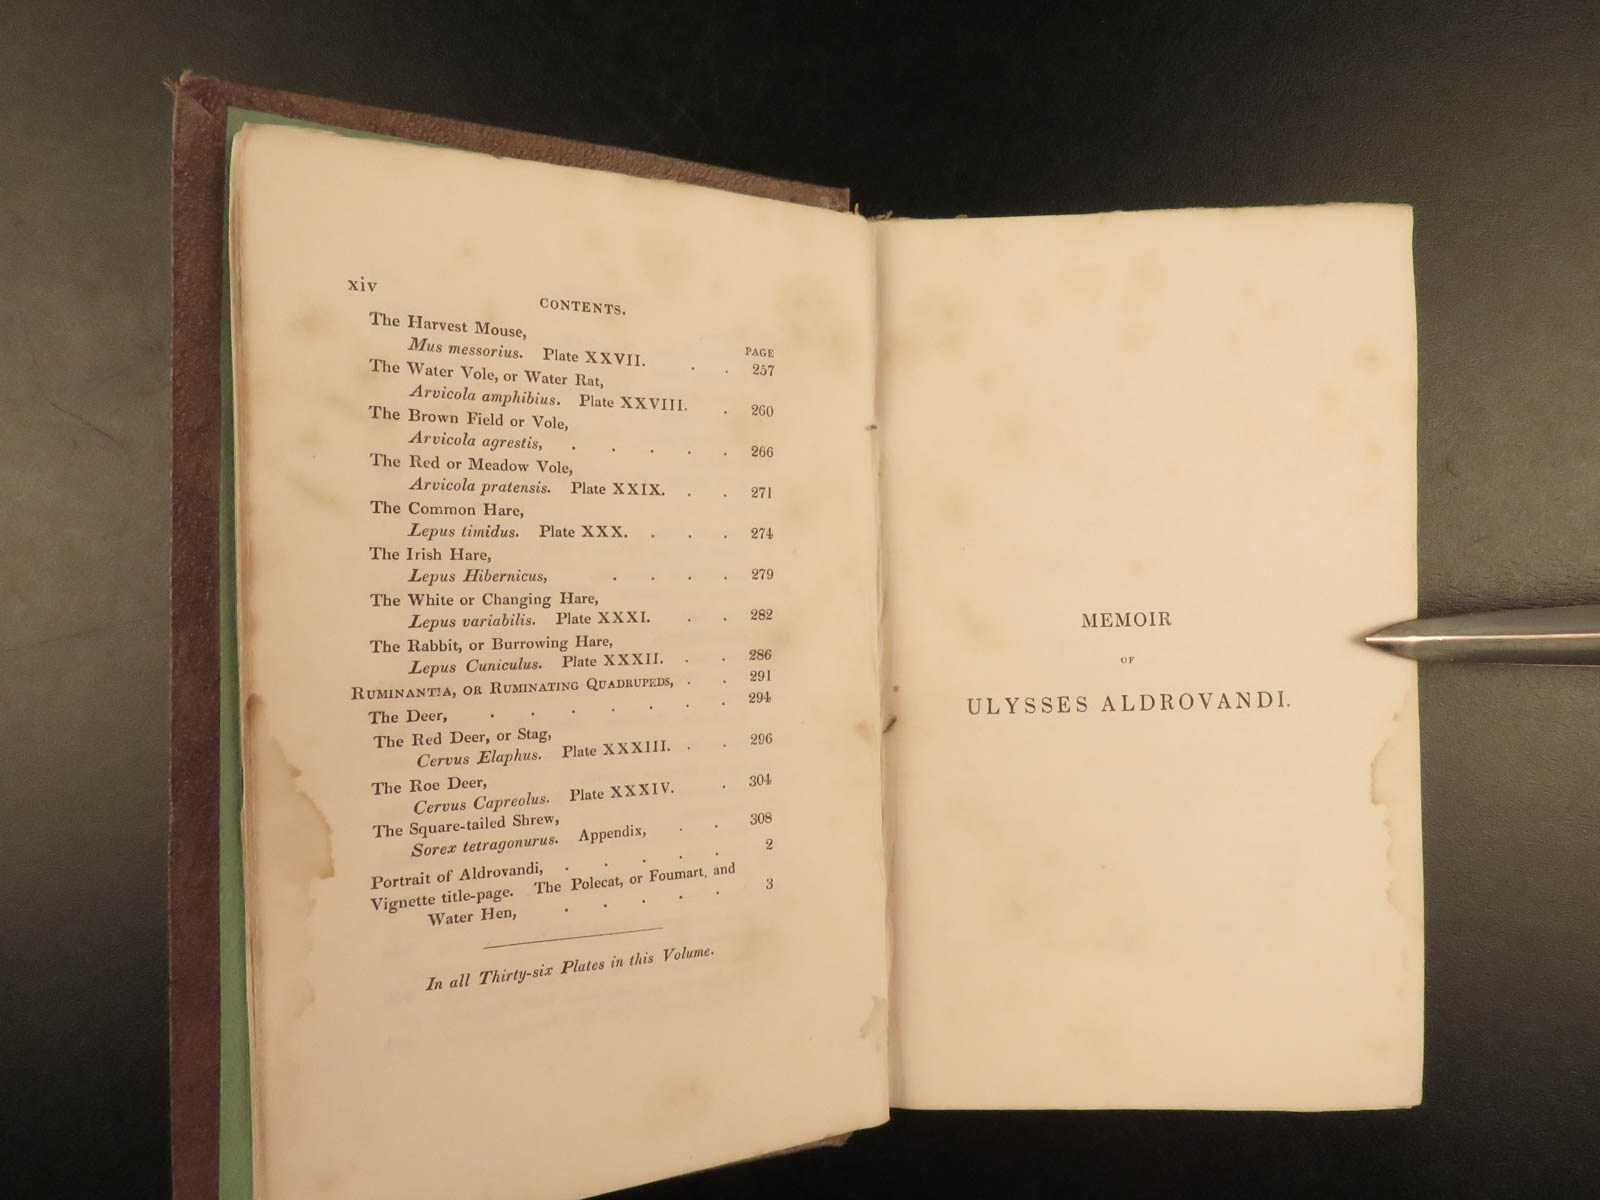 xiv
CONTENTS.
PAGE
The Harvest Mouse,
Mus messorius. Plate XXVII. . . 257
The Water Vole, or Water Rat,
Arvicola amphibius. Plate XXVIII. . 260
The Brown Field or Vole,
Arvicola agrestis, . . . . . 266
The Red or Meadow Vole,
Arvicola pratensis. Plate XXIX. . . 271
The Common Hare,
Lepus timidus. Plate XXX. . . . 274
The Irish Hare,
Lepus Hibernicus, . . . . 279
The White or Changing Hare,
Lepus variabilis. Plate XXXI. . . 282
The Rabbit, or Burrowing Hare,
Lepus Cuniculus. Plate XXXII. . . 286
RUMINANTIA, OR RUMINATING QUADRUPEDS, . . 291
The Deer, . . . . . . . 294
The Red Deer, or Stag,
Cervus Elaphus. Plate XXXIII. . . 296
The Roe Deer,
Cervus Capreolus. Plate XXXIV. . 304
The Square-tailed Shrew,
Sorex tetragonurus. Appendix, . . 308
Portrait of Aldrovandi, . . . . . 2
Vignette title-page. The Polecat, or Foumart, and
Water Hen, . . . . . 3
In all Thirty-six Plates in this Volume.
MEMOIR
OF
ULYSSES ALDROVANDI.